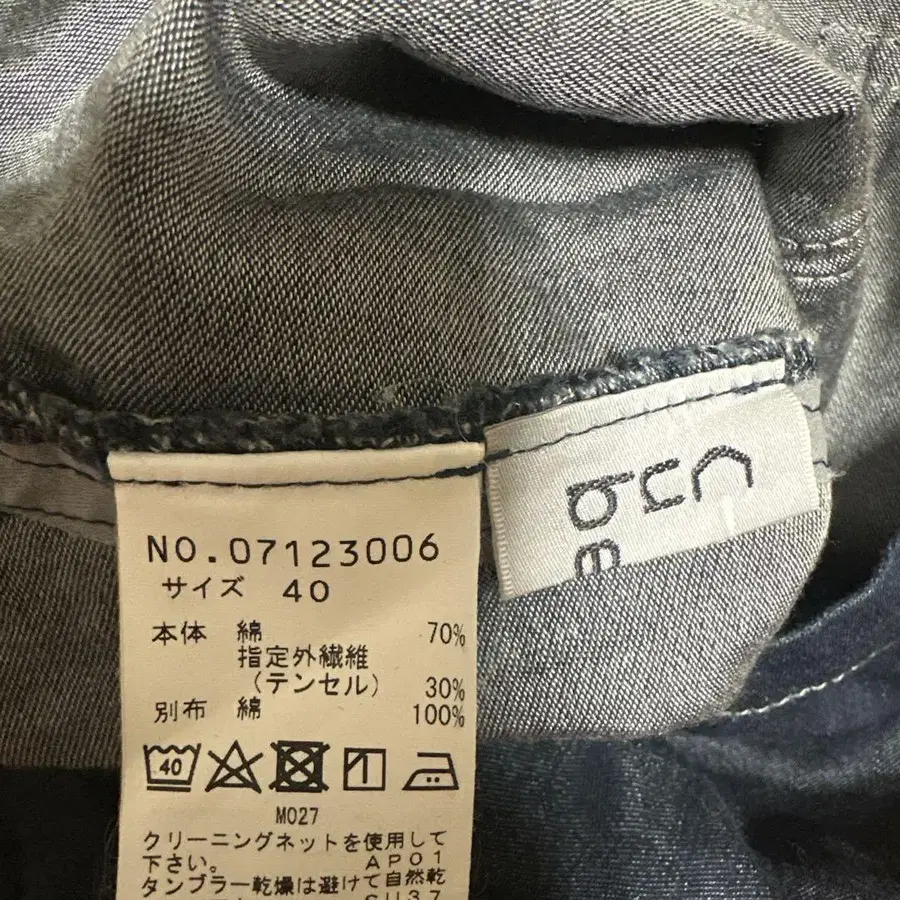 NO.07123006
サイズ 40
本体 綿 70%
指定外繊維
(テンセル) 30%
別布 綿 100%
40
M027
クリーニングネットを使用して
下さい。 AP01
タンブラー乾燥は避けて自然乾